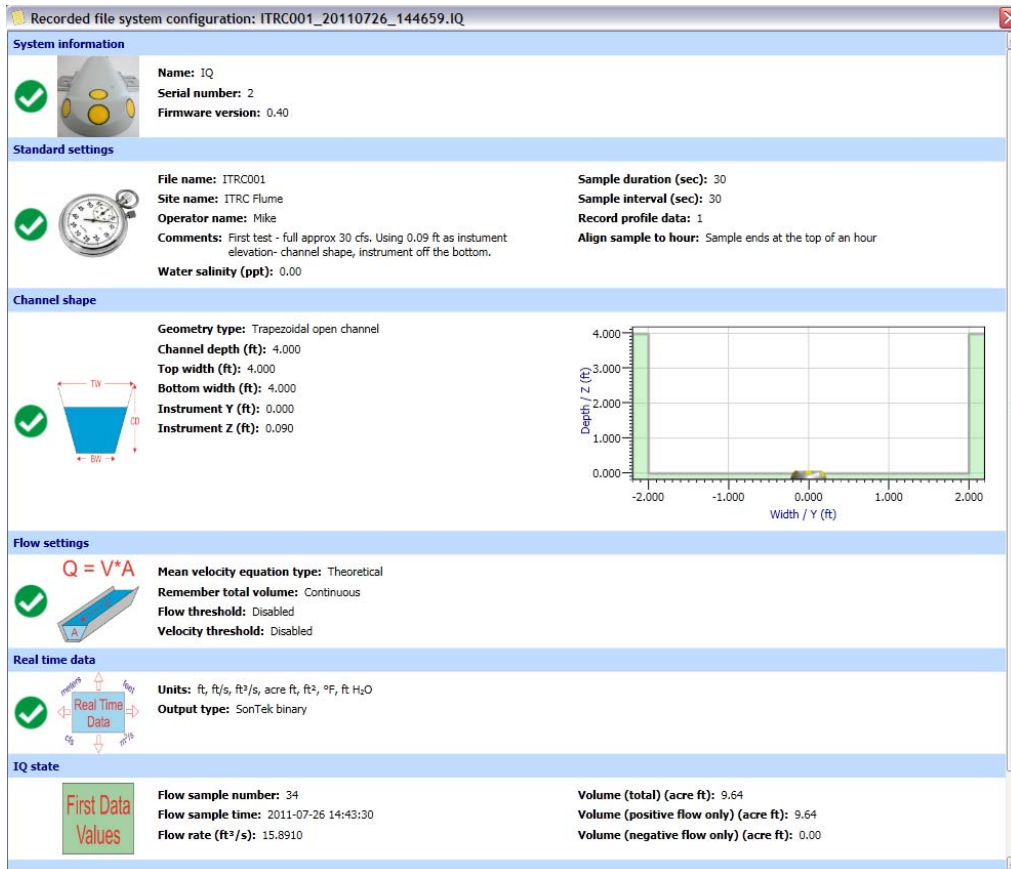 Recorded file system configuration: ITRC001_20110726_144659.IQ
System information
Name: IQ
Serial number: 2
Firmware version: 0.40
Standard settings
File name: ITRC001
Site name: ITRC Flume
Operator name: Mike
Comments: First test - full approx 30 cfs. Using 0.09 ft as instument
elevation- channel shape, instrument off the bottom.
Water salinity (ppt): 0.00
Sample duration (sec): 30
Sample interval (sec): 30
Record profile data: 1
Align sample to hour: Sample ends at the top of an hour
Channel shape
TW
CD
BW
Geometry type: Trapezoidal open channel
Channel depth (ft): 4.000
Top width (ft): 4.000
Bottom width (ft): 4.000
Instrument Y (ft): 0.000
Instrument Z (ft): 0.090
Depth / Z (ft)
4.000
3.000
2.000
1.000
0.000
-2.000 -1.000 0.000 1.000 2.000
Width / Y (ft)
Flow settings
Q = V*A
A
Mean velocity equation type: Theoretical
Remember total volume: Continuous
Flow threshold: Disabled
Velocity threshold: Disabled
Real time data
meters
feet
Real Time
Data
cfs
m³/s
Units: ft, ft/s, ft³/s, acre ft, ft², °F, ft H₂O
Output type: SonTek binary
IQ state
First Data
Values
Flow sample number: 34
Flow sample time: 2011-07-26 14:43:30
Flow rate (ft³/s): 15.8910
Volume (total) (acre ft): 9.64
Volume (positive flow only) (acre ft): 9.64
Volume (negative flow only) (acre ft): 0.00